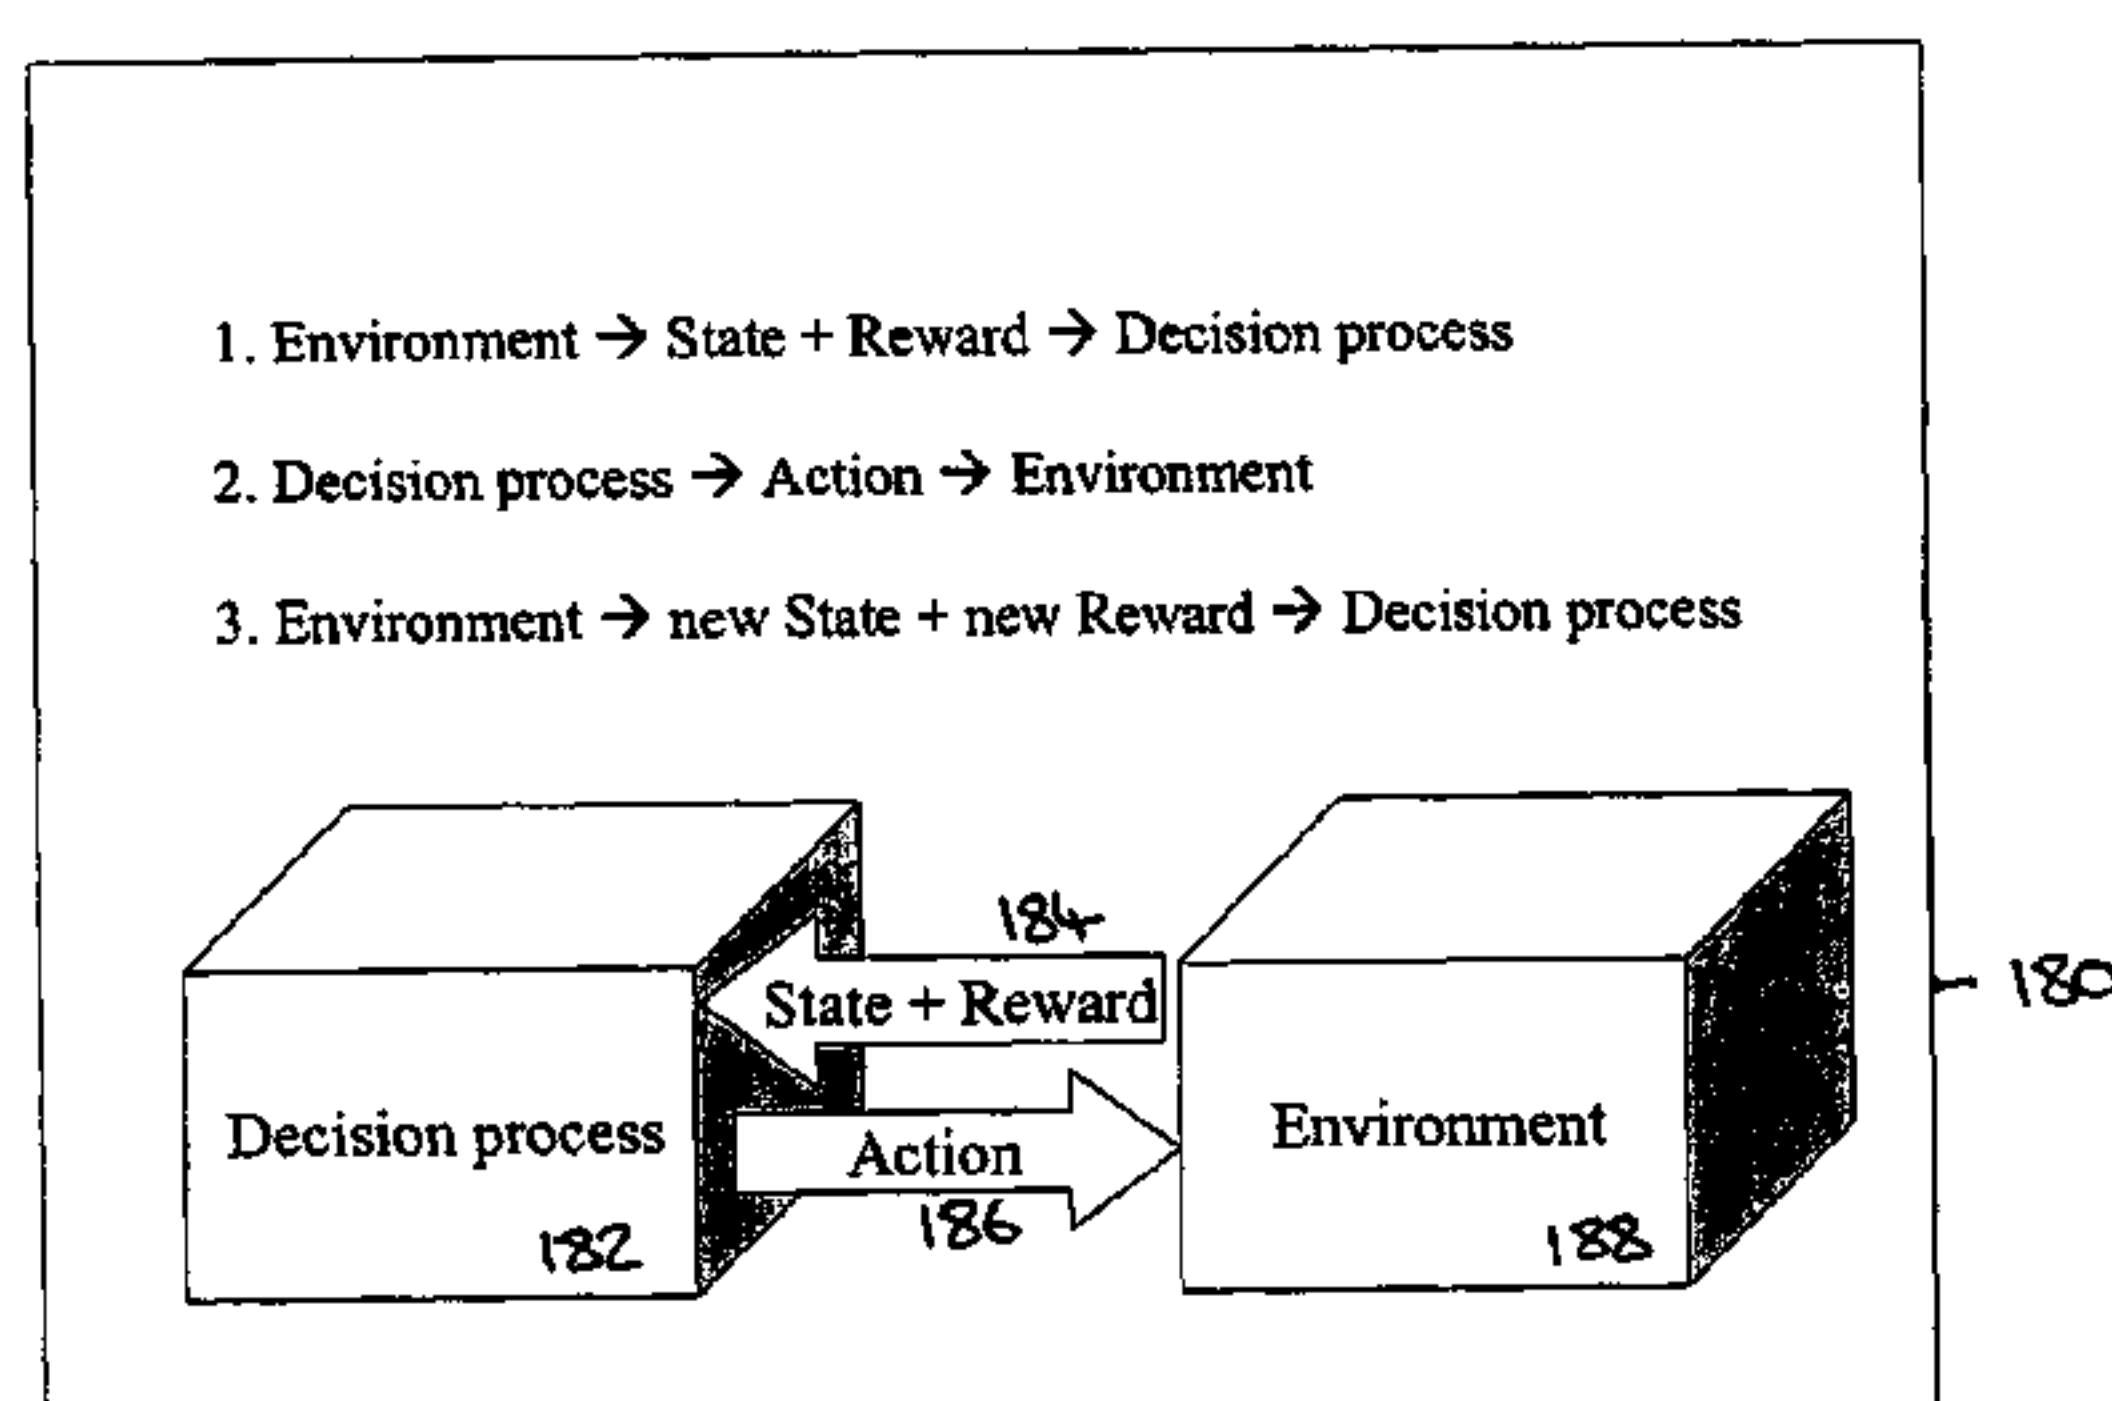 1. Environment → State + Reward → Decision process
2. Decision process → Action → Environment
3. Environment → new State + new Reward → Decision process
184
State + Reward
180
Decision process
Environment
Action
186
182
188